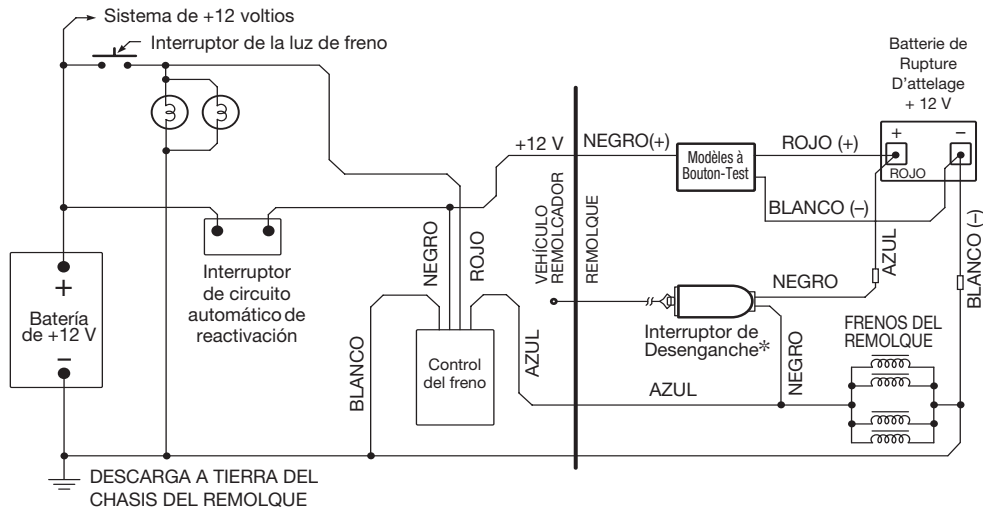 Sistema de +12 voltios
Interruptor de la luz de freno
Batterie de
Rupture
D'attelage
+ 12 V
+
−
ROJO
+12 V
NEGRO(+)
Modèles à
Bouton-Test
ROJO (+)
BLANCO (−)
VEHÍCULO
REMOLCADOR
REMOLQUE
NEGRO
ROJO
AZUL
BLANCO (−)
+
Batería
de +12 V
−
Interruptor
de circuito
automático de
reactivación
BLANCO
Control
del freno
AZUL
Interruptor de
Desenganche*
NEGRO
NEGRO
FRENOS DEL
REMOLQUE
AZUL
DESCARGA A TIERRA DEL
CHASIS DEL REMOLQUE